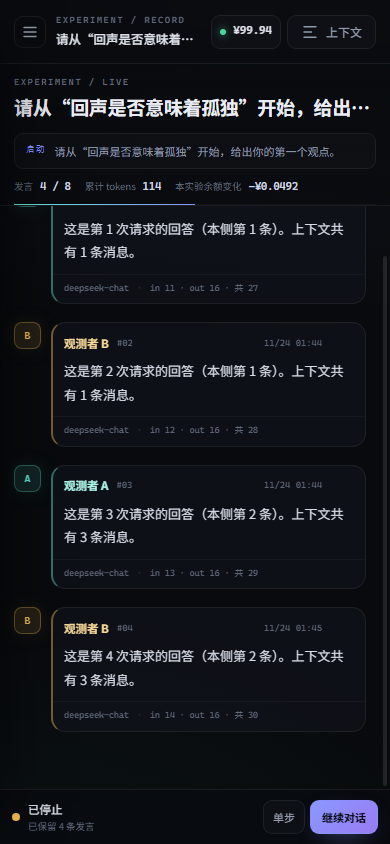 EXPERIMENT / RECORD
请从“回声是否意味着…
¥99.94
上下文
EXPERIMENT / LIVE
请从“回声是否意味着孤独”开始，给出…
启动 请从“回声是否意味着孤独”开始，给出你的第一个观点。
发言 4 / 8 累计 tokens 114 本实验余额变化 −¥0.0492
这是第 1 次请求的回答（本侧第 1 条）。上下文共
有 1 条消息。
deepseek-chat · in 11 · out 16 · 共 27
B
观测者 B #02 11/24 01:44
这是第 2 次请求的回答（本侧第 1 条）。上下文共
有 1 条消息。
deepseek-chat · in 12 · out 16 · 共 28
A
观测者 A #03 11/24 01:44
这是第 3 次请求的回答（本侧第 2 条）。上下文共
有 3 条消息。
deepseek-chat · in 13 · out 16 · 共 29
B
观测者 B #04 11/24 01:45
这是第 4 次请求的回答（本侧第 2 条）。上下文共
有 3 条消息。
deepseek-chat · in 14 · out 16 · 共 30
已停止
已保留 4 条发言
单步
继续对话